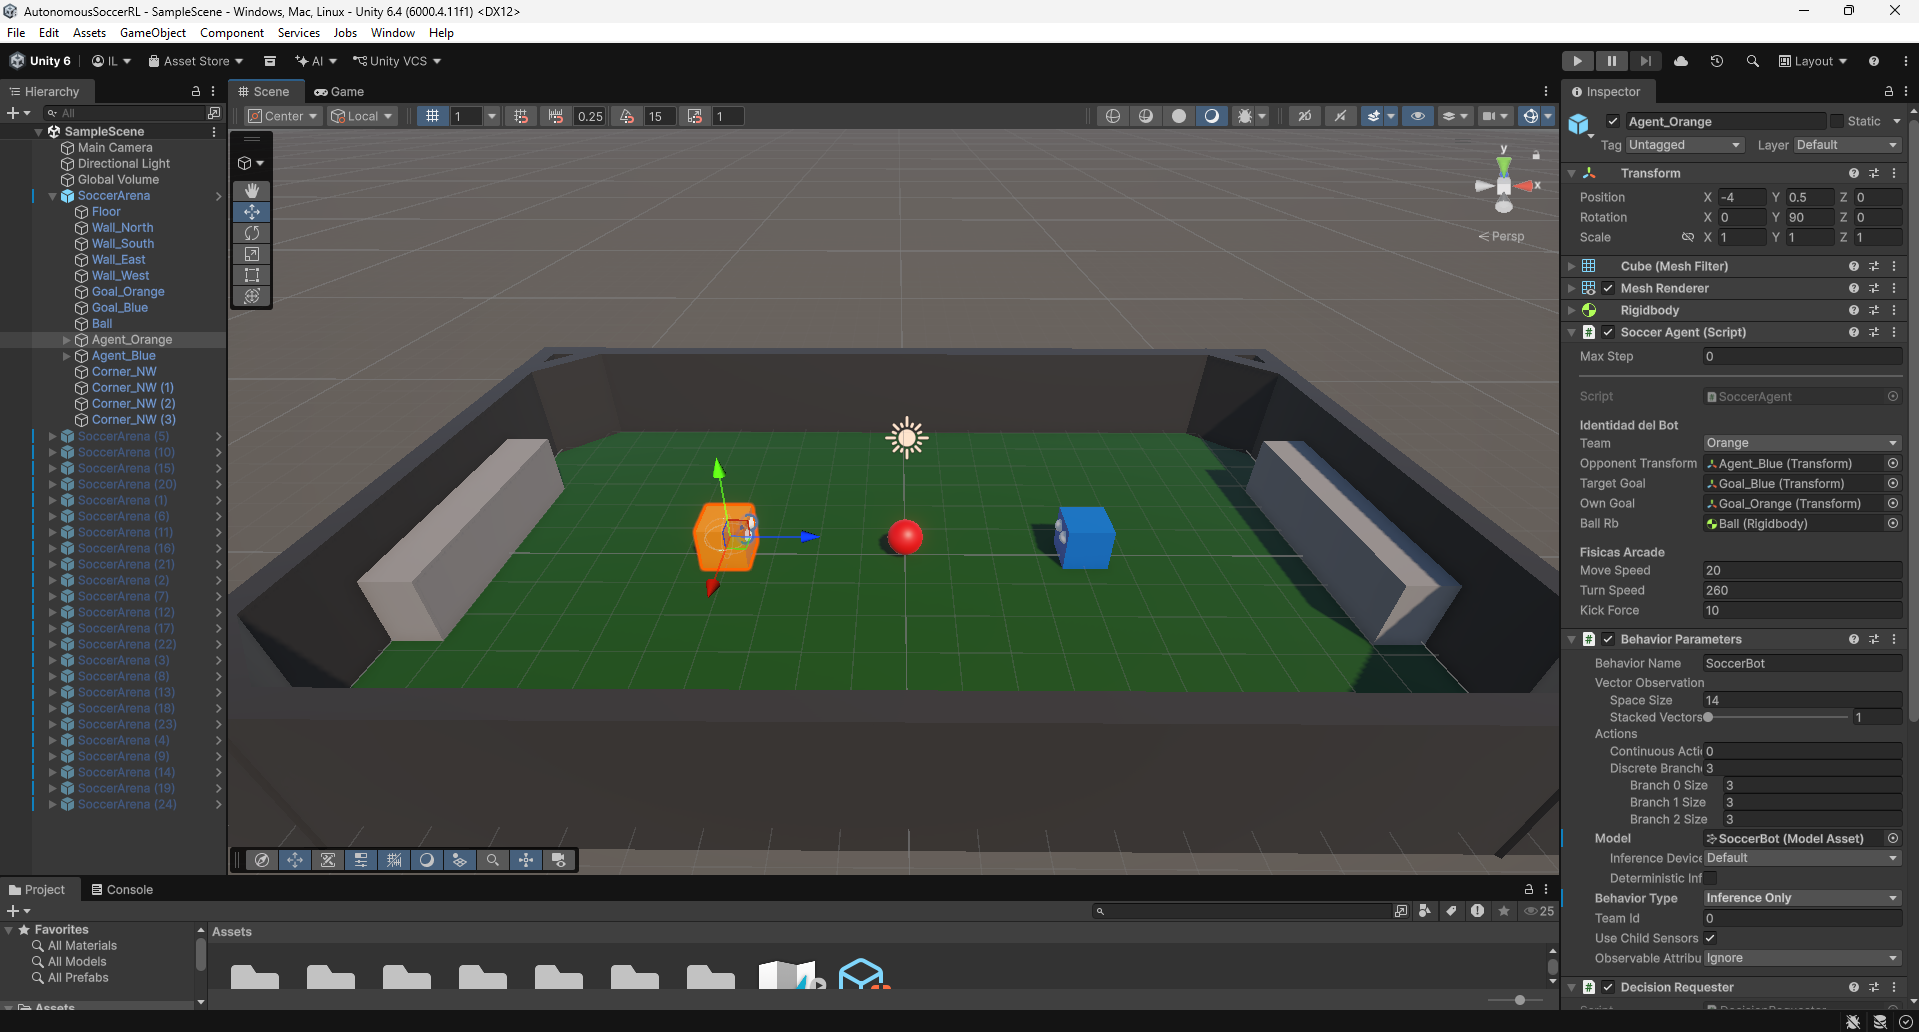 AutonomousSoccerRL - SampleScene - Windows, Mac, Linux - Unity 6.4 (6000.4.11f1) <DX12>
File Edit Assets GameObject Component Services Jobs Window Help
Unity 6 IL Asset Store AI Unity VCS Layout
Hierarchy
All
SampleScene
Main Camera
Directional Light
Global Volume
SoccerArena
Floor
Wall_North
Wall_South
Wall_East
Wall_West
Goal_Orange
Goal_Blue
Ball
Agent_Orange
Agent_Blue
Corner_NW
Corner_NW (1)
Corner_NW (2)
Corner_NW (3)
SoccerArena (5)
SoccerArena (10)
SoccerArena (15)
SoccerArena (20)
SoccerArena (1)
SoccerArena (6)
SoccerArena (11)
SoccerArena (16)
SoccerArena (21)
SoccerArena (2)
SoccerArena (7)
SoccerArena (12)
SoccerArena (17)
SoccerArena (22)
SoccerArena (3)
SoccerArena (8)
SoccerArena (13)
SoccerArena (18)
SoccerArena (23)
SoccerArena (4)
SoccerArena (9)
SoccerArena (14)
SoccerArena (19)
SoccerArena (24)
Scene Game
Center Local 1 0.25 15 1 2D
y
x
Persp
Inspector
Agent_Orange Static
Tag Untagged Layer Default
Transform
Position X -4 Y 0.5 Z 0
Rotation X 0 Y 90 Z 0
Scale X 1 Y 1 Z 1
Cube (Mesh Filter)
Mesh Renderer
Rigidbody
Soccer Agent (Script)
Max Step 0
Script SoccerAgent
Identidad del Bot
Team Orange
Opponent Transform Agent_Blue (Transform)
Target Goal Goal_Blue (Transform)
Own Goal Goal_Orange (Transform)
Ball Rb Ball (Rigidbody)
Fisicas Arcade
Move Speed 20
Turn Speed 260
Kick Force 10
Behavior Parameters
Behavior Name SoccerBot
Vector Observation
Space Size 14
Stacked Vectors 1
Actions
Continuous Acti 0
Discrete Branch 3
Branch 0 Size 3
Branch 1 Size 3
Branch 2 Size 3
Model SoccerBot (Model Asset)
Inference Device Default
Deterministic Inf
Behavior Type Inference Only
Team Id 0
Use Child Sensors
Observable Attribu Ignore
Decision Requester
Project Console
25
Favorites
All Materials
All Models
All Prefabs
Assets
Assets